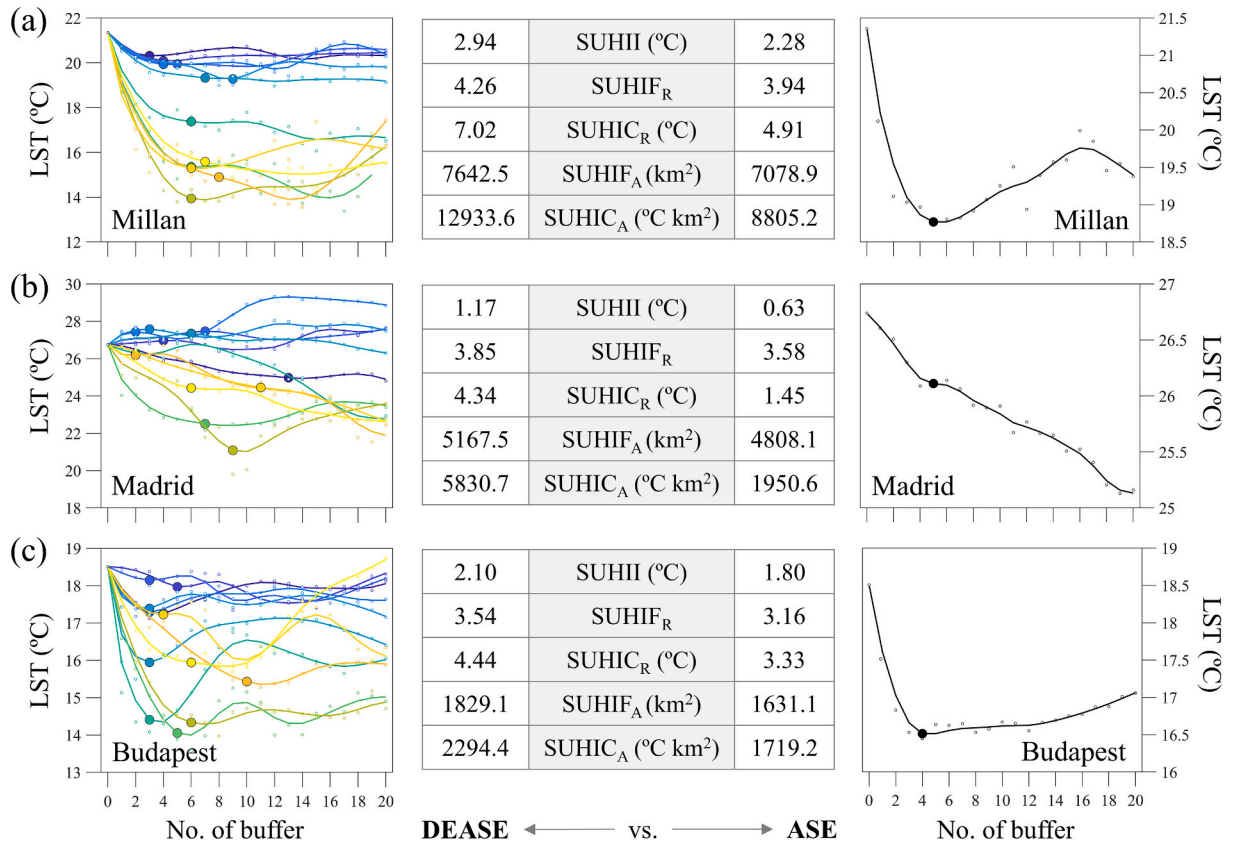 (a)
LST (ºC)
22
20
18
16
14
12
Millan
2.94 SUHII (ºC) 2.28
4.26 SUHIF_R 3.94
7.02 SUHIC_R (ºC) 4.91
7642.5 SUHIF_A (km²) 7078.9
12933.6 SUHIC_A (ºC km²) 8805.2
21.5
21
20.5
20
19.5
19
18.5
LST (ºC)
Millan
(b)
LST (ºC)
30
28
26
24
22
20
18
Madrid
1.17 SUHII (ºC) 0.63
3.85 SUHIF_R 3.58
4.34 SUHIC_R (ºC) 1.45
5167.5 SUHIF_A (km²) 4808.1
5830.7 SUHIC_A (ºC km²) 1950.6
27
26.5
26
25.5
25
LST (ºC)
Madrid
(c)
LST (ºC)
19
18
17
16
15
14
13
Budapest
0 2 4 6 8 10 12 14 16 18 20
No. of buffer
2.10 SUHII (ºC) 1.80
3.54 SUHIF_R 3.16
4.44 SUHIC_R (ºC) 3.33
1829.1 SUHIF_A (km²) 1631.1
2294.4 SUHIC_A (ºC km²) 1719.2
DEASE vs. ASE
19
18.5
18
17.5
17
16.5
16
LST (ºC)
Budapest
0 2 4 6 8 10 12 14 16 18 20
No. of buffer